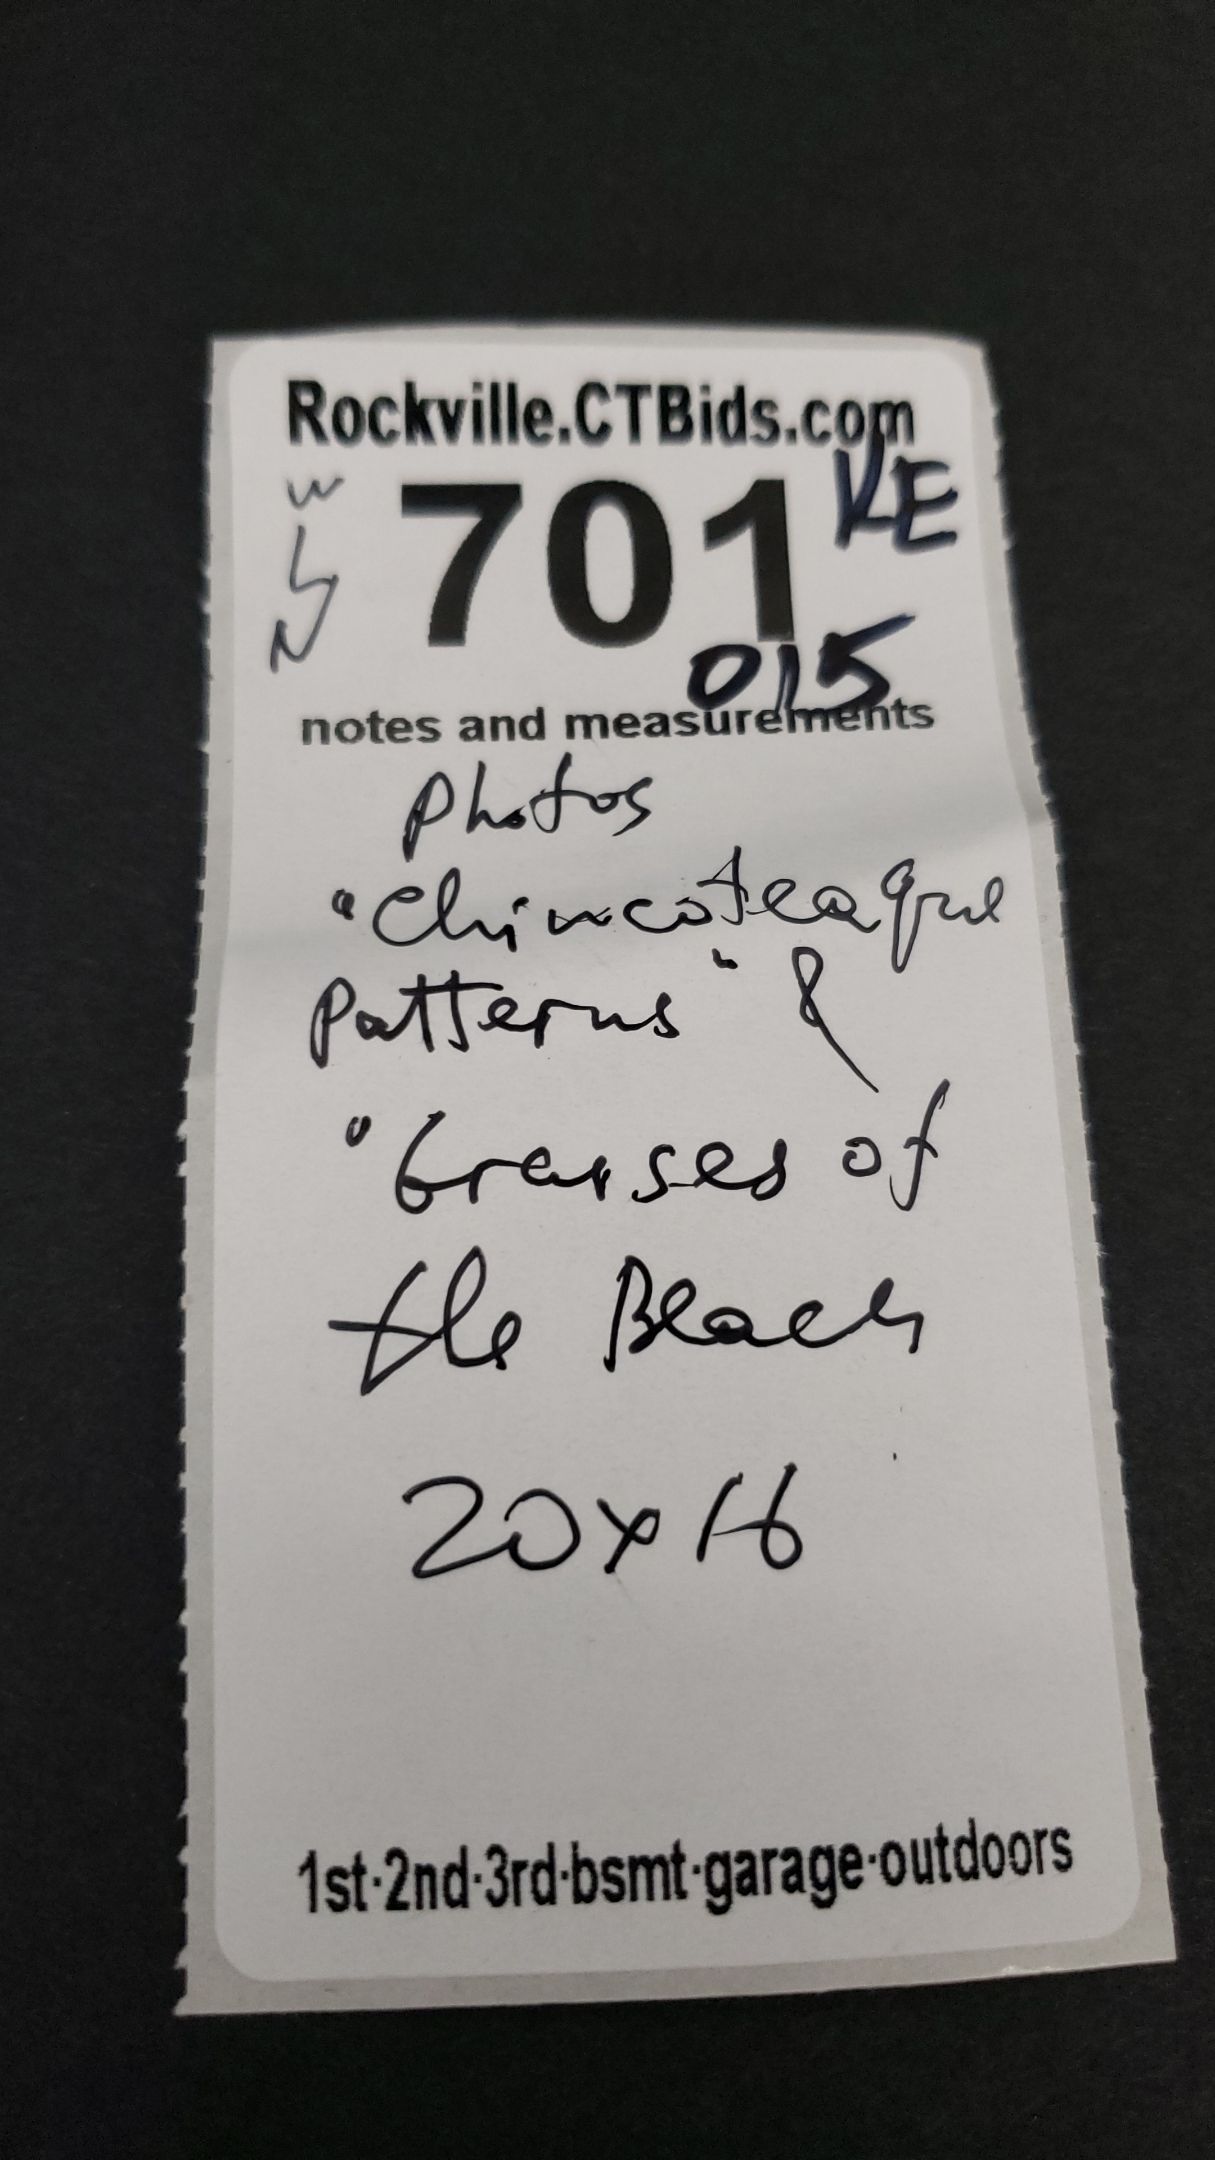 Rockville.CTBids.com
701
KE
015
notes and measurements
Photos
"Chincoteague
Patterns" &
"Grasses of
the Beach
20x16
1st·2nd·3rd·bsmt·garage·outdoors